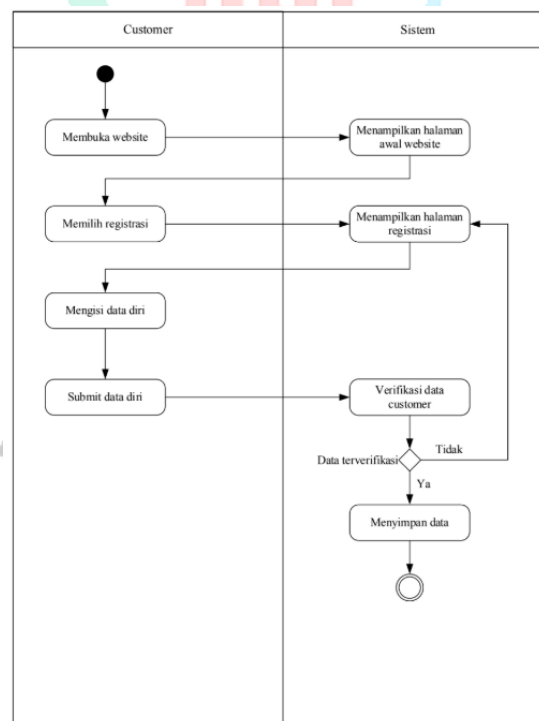 Customer
Sistem
Membuka website
Menampilkan halaman
awal website
Memilih registrasi
Menampilkan halaman
registrasi
Mengisi data diri
Submit data diri
Verifikasi data
customer
Data terverifikasi
Tidak
Ya
Menyimpan data